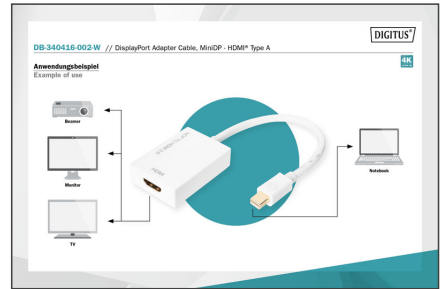 DIGITUS®
DB-340416-002-W // DisplayPort Adapter Cable, MiniDP - HDMI® Type A
4K
Anwendungsbeispiel
Example of use
Beamer
DIGITUS
HDMI
Monitor
Notebook
TV